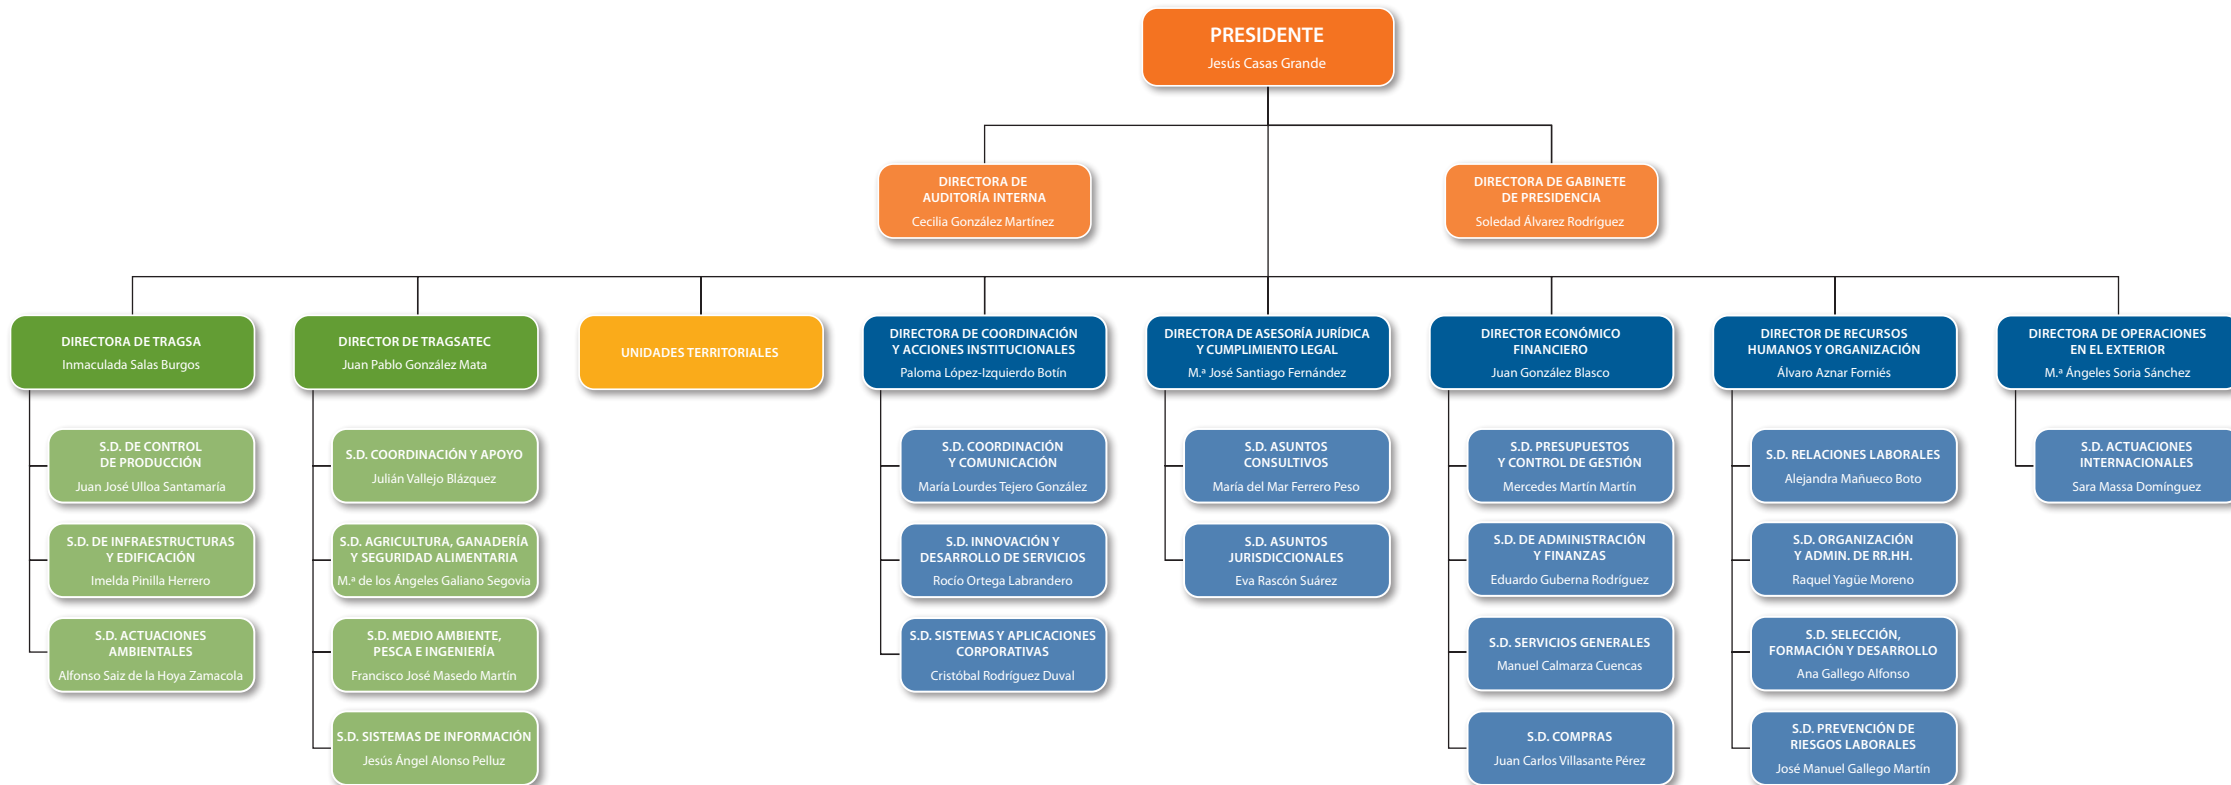 PRESIDENTE
Jesús Casas Grande
DIRECTORA DE
AUDITORÍA INTERNA
Cecilia González Martínez
DIRECTORA DE GABINETE
DE PRESIDENCIA
Soledad Álvarez Rodríguez
DIRECTORA DE TRAGSA
Inmaculada Salas Burgos
S.D. DE CONTROL
DE PRODUCCIÓN
Juan José Ulloa Santamaría
S.D. DE INFRAESTRUCTURAS
Y EDIFICACIÓN
Imelda Pinilla Herrero
S.D. ACTUACIONES
AMBIENTALES
Alfonso Saiz de la Hoya Zamacola
DIRECTOR DE TRAGSATEC
Juan Pablo González Mata
S.D. COORDINACIÓN Y APOYO
Julián Vallejo Blázquez
S.D. AGRICULTURA, GANADERÍA
Y SEGURIDAD ALIMENTARIA
M.ª de los Ángeles Galiano Segovia
S.D. MEDIO AMBIENTE,
PESCA E INGENIERÍA
Francisco José Masedo Martín
S.D. SISTEMAS DE INFORMACIÓN
Jesús Ángel Alonso Pelluz
UNIDADES TERRITORIALES
DIRECTORA DE COORDINACIÓN
Y ACCIONES INSTITUCIONALES
Paloma López-Izquierdo Botín
S.D. COORDINACIÓN
Y COMUNICACIÓN
María Lourdes Tejero González
S.D. INNOVACIÓN Y
DESARROLLO DE SERVICIOS
Rocío Ortega Labrandero
S.D. SISTEMAS Y APLICACIONES
CORPORATIVAS
Cristóbal Rodríguez Duval
DIRECTORA DE ASESORÍA JURÍDICA
Y CUMPLIMIENTO LEGAL
M.ª José Santiago Fernández
S.D. ASUNTOS
CONSULTIVOS
María del Mar Ferrero Peso
S.D. ASUNTOS
JURISDICCIONALES
Eva Rascón Suárez
DIRECTOR ECONÓMICO
FINANCIERO
Juan González Blasco
S.D. PRESUPUESTOS
Y CONTROL DE GESTIÓN
Mercedes Martín Martín
S.D. DE ADMINISTRACIÓN
Y FINANZAS
Eduardo Guberna Rodríguez
S.D. SERVICIOS GENERALES
Manuel Calmarza Cuencas
S.D. COMPRAS
Juan Carlos Villasante Pérez
DIRECTOR DE RECURSOS
HUMANOS Y ORGANIZACIÓN
Álvaro Aznar Forniés
S.D. RELACIONES LABORALES
Alejandra Mañueco Boto
S.D. ORGANIZACIÓN
Y ADMIN. DE RR.HH.
Raquel Yagüe Moreno
S.D. SELECCIÓN,
FORMACIÓN Y DESARROLLO
Ana Gallego Alfonso
S.D. PREVENCIÓN DE
RIESGOS LABORALES
José Manuel Gallego Martín
DIRECTORA DE OPERACIONES
EN EL EXTERIOR
M.ª Ángeles Soria Sánchez
S.D. ACTUACIONES
INTERNACIONALES
Sara Massa Domínguez